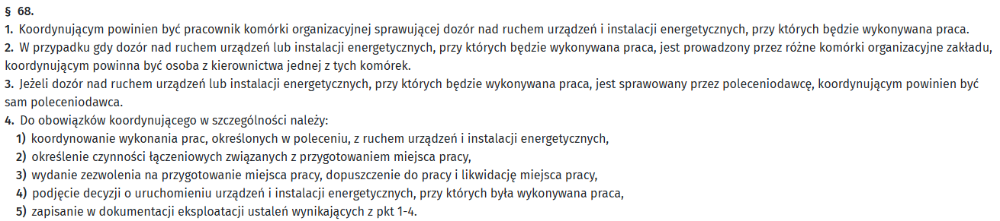 § 68.
1. Koordynującym powinien być pracownik komórki organizacyjnej sprawującej dozór nad ruchem urządzeń i instalacji energetycznych, przy których będzie wykonywana praca.
2. W przypadku gdy dozór nad ruchem urządzeń lub instalacji energetycznych, przy których będzie wykonywana praca, jest prowadzony przez różne komórki organizacyjne zakładu,
koordynującym powinna być osoba z kierownictwa jednej z tych komórek.
3. Jeżeli dozór nad ruchem urządzeń lub instalacji energetycznych, przy których będzie wykonywana praca, jest sprawowany przez poleceniodawcę, koordynującym powinien być
sam poleceniodawca.
4. Do obowiązków koordynującego w szczególności należy:
1) koordynowanie wykonania prac, określonych w poleceniu, z ruchem urządzeń i instalacji energetycznych,
2) określenie czynności łączeniowych związanych z przygotowaniem miejsca pracy,
3) wydanie zezwolenia na przygotowanie miejsca pracy, dopuszczenie do pracy i likwidację miejsca pracy,
4) podjęcie decyzji o uruchomieniu urządzeń i instalacji energetycznych, przy których była wykonywana praca,
5) zapisanie w dokumentacji eksploatacji ustaleń wynikających z pkt 1-4.